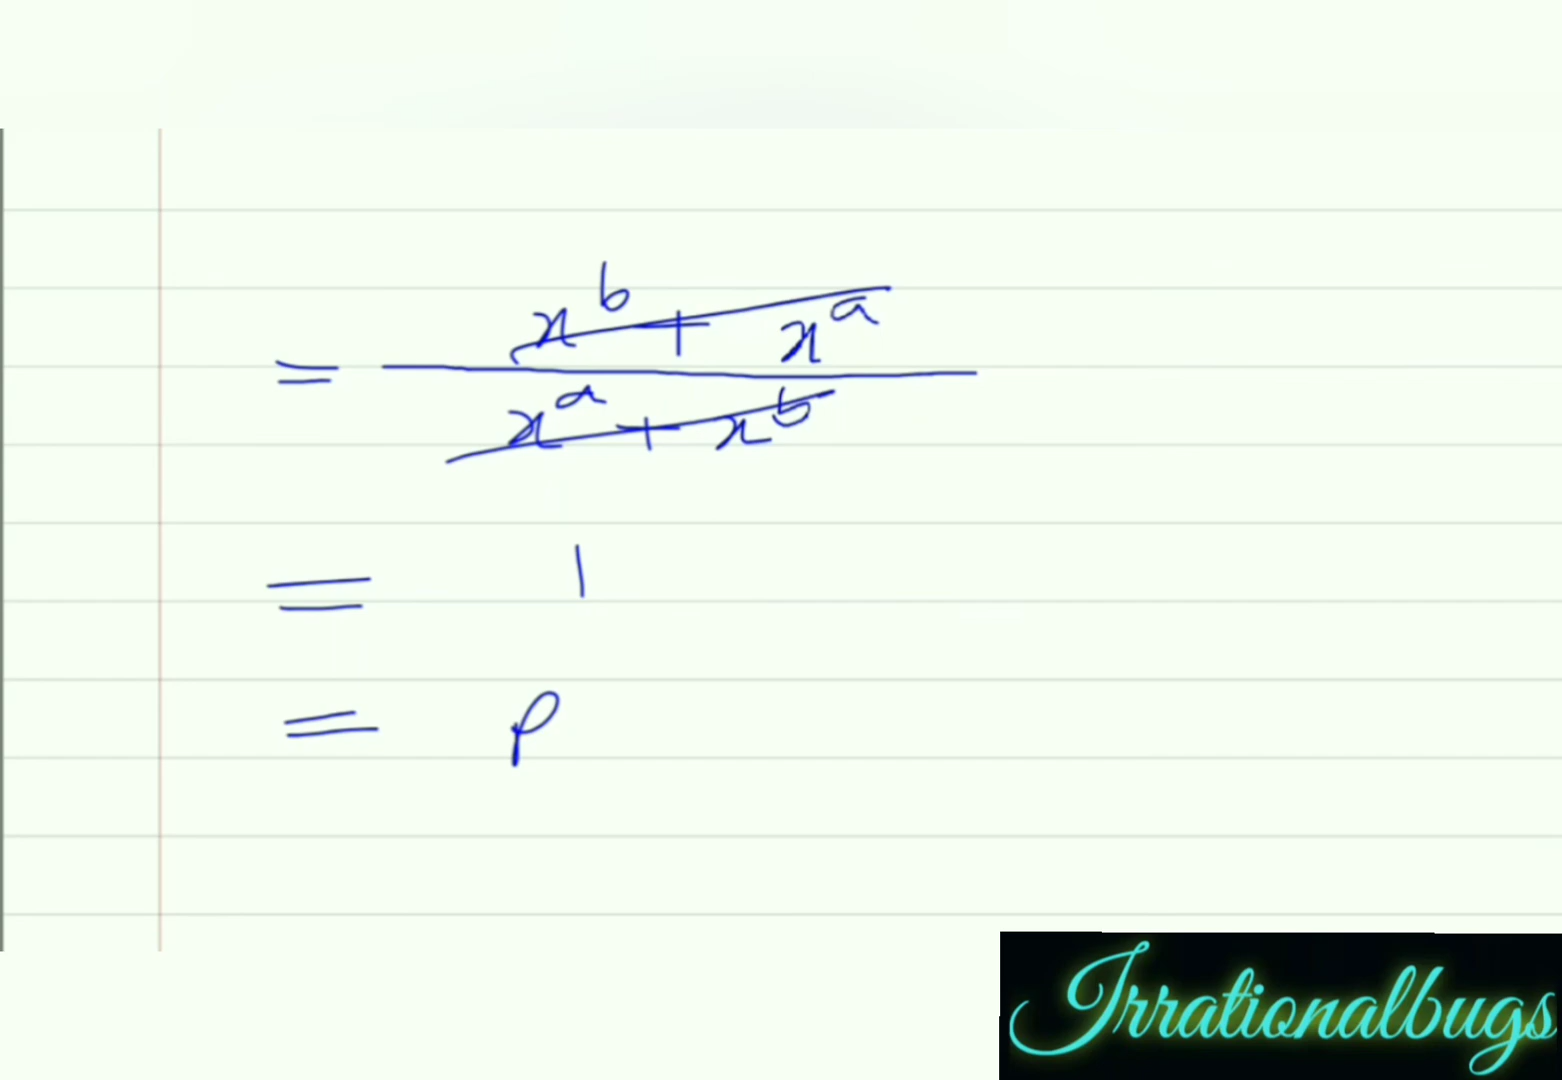 = x^b + x^a / x^a + x^b
= 1
= P
Irrationalbugs